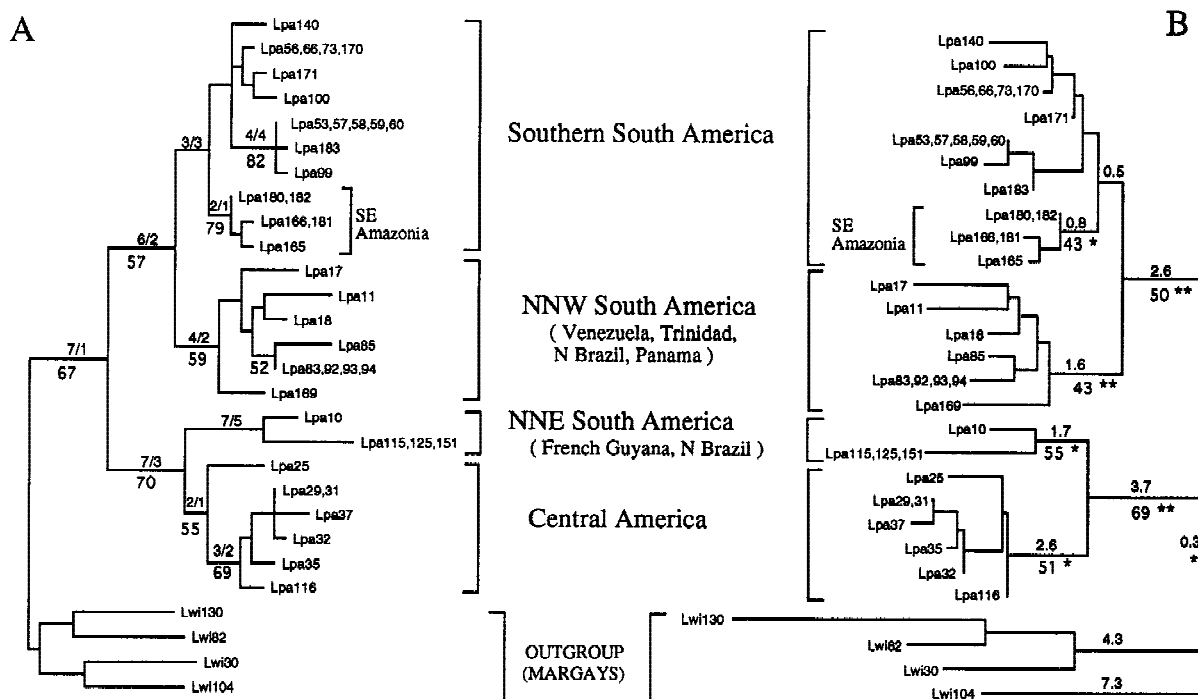 A
Lpa140
Lpa56,66,73,170
Lpa171
Lpa100
4/4
82
Lpa53,57,58,59,60
Lpa183
Lpa99
3/3
2/1
79
Lpa180,182
Lpa166,181
Lpa165
SE
Amazonia
6/2
57
Lpa17
Lpa11
Lpa18
4/2
59
52
Lpa85
Lpa83,92,93,94
Lpa169
7/1
67
7/5
Lpa10
Lpa115,125,151
7/3
70
Lpa25
2/1
55
Lpa29,31
Lpa37
Lpa32
3/2
69
Lpa35
Lpa116
Lwi130
Lwi82
Lwi30
Lwi104
Southern South America
NNW South America
( Venezuela, Trinidad,
N Brazil, Panama )
NNE South America
( French Guyana, N Brazil )
Central America
OUTGROUP
(MARGAYS)
B
Lpa140
Lpa100
Lpa56,66,73,170
Lpa171
Lpa53,57,58,59,60
Lpa99
Lpa183
0.5
SE
Amazonia
Lpa180,182
Lpa166,181
Lpa165
0.8
43 *
2.6
50 **
Lpa17
Lpa11
Lpa18
Lpa85
Lpa83,92,93,94
Lpa169
1.6
43 **
Lpa10
Lpa115,125,151
1.7
55 *
3.7
69 **
Lpa25
Lpa29,31
Lpa37
Lpa35
Lpa32
Lpa116
2.6
51 *
0.3
*
Lwi130
Lwi82
Lwi30
Lwi104
4.3
7.3